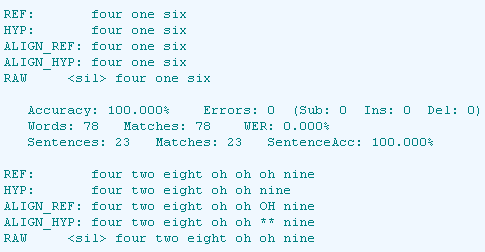 REF: four one six
HYP: four one six
ALIGN_REF: four one six
ALIGN_HYP: four one six
RAW <sil> four one six
Accuracy: 100.000% Errors: 0 (Sub: 0 Ins: 0 Del: 0)
Words: 78 Matches: 78 WER: 0.000%
Sentences: 23 Matches: 23 SentenceAcc: 100.000%
REF: four two eight oh oh oh nine
HYP: four two eight oh oh nine
ALIGN_REF: four two eight oh oh OH nine
ALIGN_HYP: four two eight oh oh ** nine
RAW <sil> four two eight oh oh nine